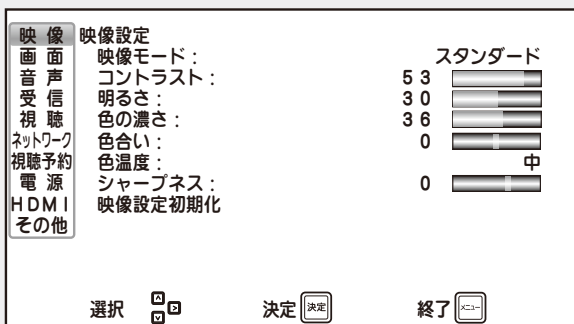 映 像
画 面
音 声
受 信
視 聴
ネットワーク
視聴予約
電 源
HDMI
その他
映像設定
映像モード: スタンダード
コントラスト: 53
明るさ: 30
色の濃さ: 36
色合い: 0
色温度: 中
シャープネス: 0
映像設定初期化
選択 決定 決定 終了 メニュー